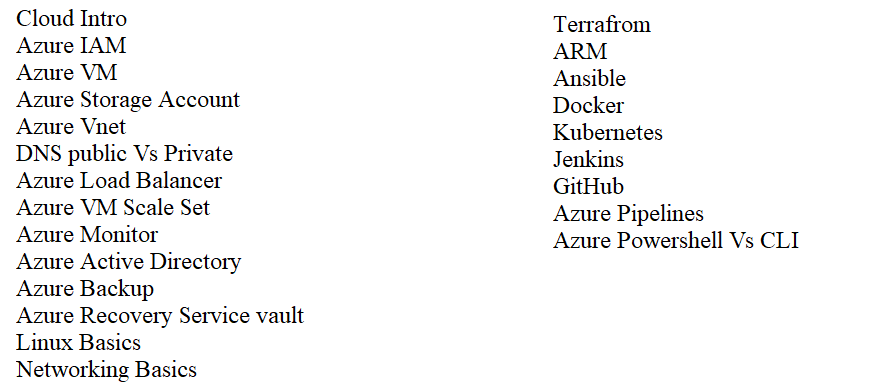 Cloud Intro
Azure IAM
Azure VM
Azure Storage Account
Azure Vnet
DNS public Vs Private
Azure Load Balancer
Azure VM Scale Set
Azure Monitor
Azure Active Directory
Azure Backup
Azure Recovery Service vault
Linux Basics
Networking Basics
Terrafrom
ARM
Ansible
Docker
Kubernetes
Jenkins
GitHub
Azure Pipelines
Azure Powershell Vs CLI